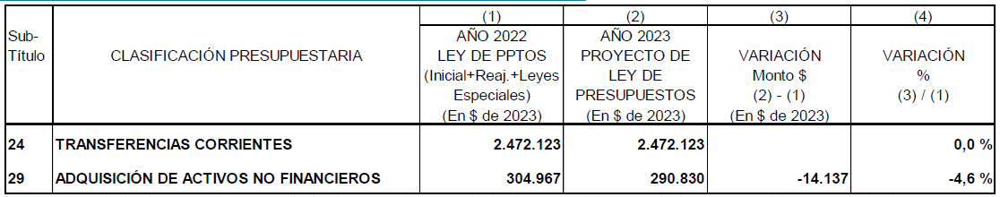 (1) (2) (3) (4)
Sub-
Título
CLASIFICACIÓN PRESUPUESTARIA
AÑO 2022
LEY DE PPTOS
(Inicial+Reaj.+Leyes
Especiales)
(En $ de 2023)
AÑO 2023
PROYECTO DE
LEY DE
PRESUPUESTOS
(En $ de 2023)
VARIACIÓN
Monto $
(2) - (1)
(En $ de 2023)
VARIACIÓN
%
(3) / (1)
24 TRANSFERENCIAS CORRIENTES 2.472.123 2.472.123 0,0 %
29 ADQUISICIÓN DE ACTIVOS NO FINANCIEROS 304.967 290.830 -14.137 -4,6 %